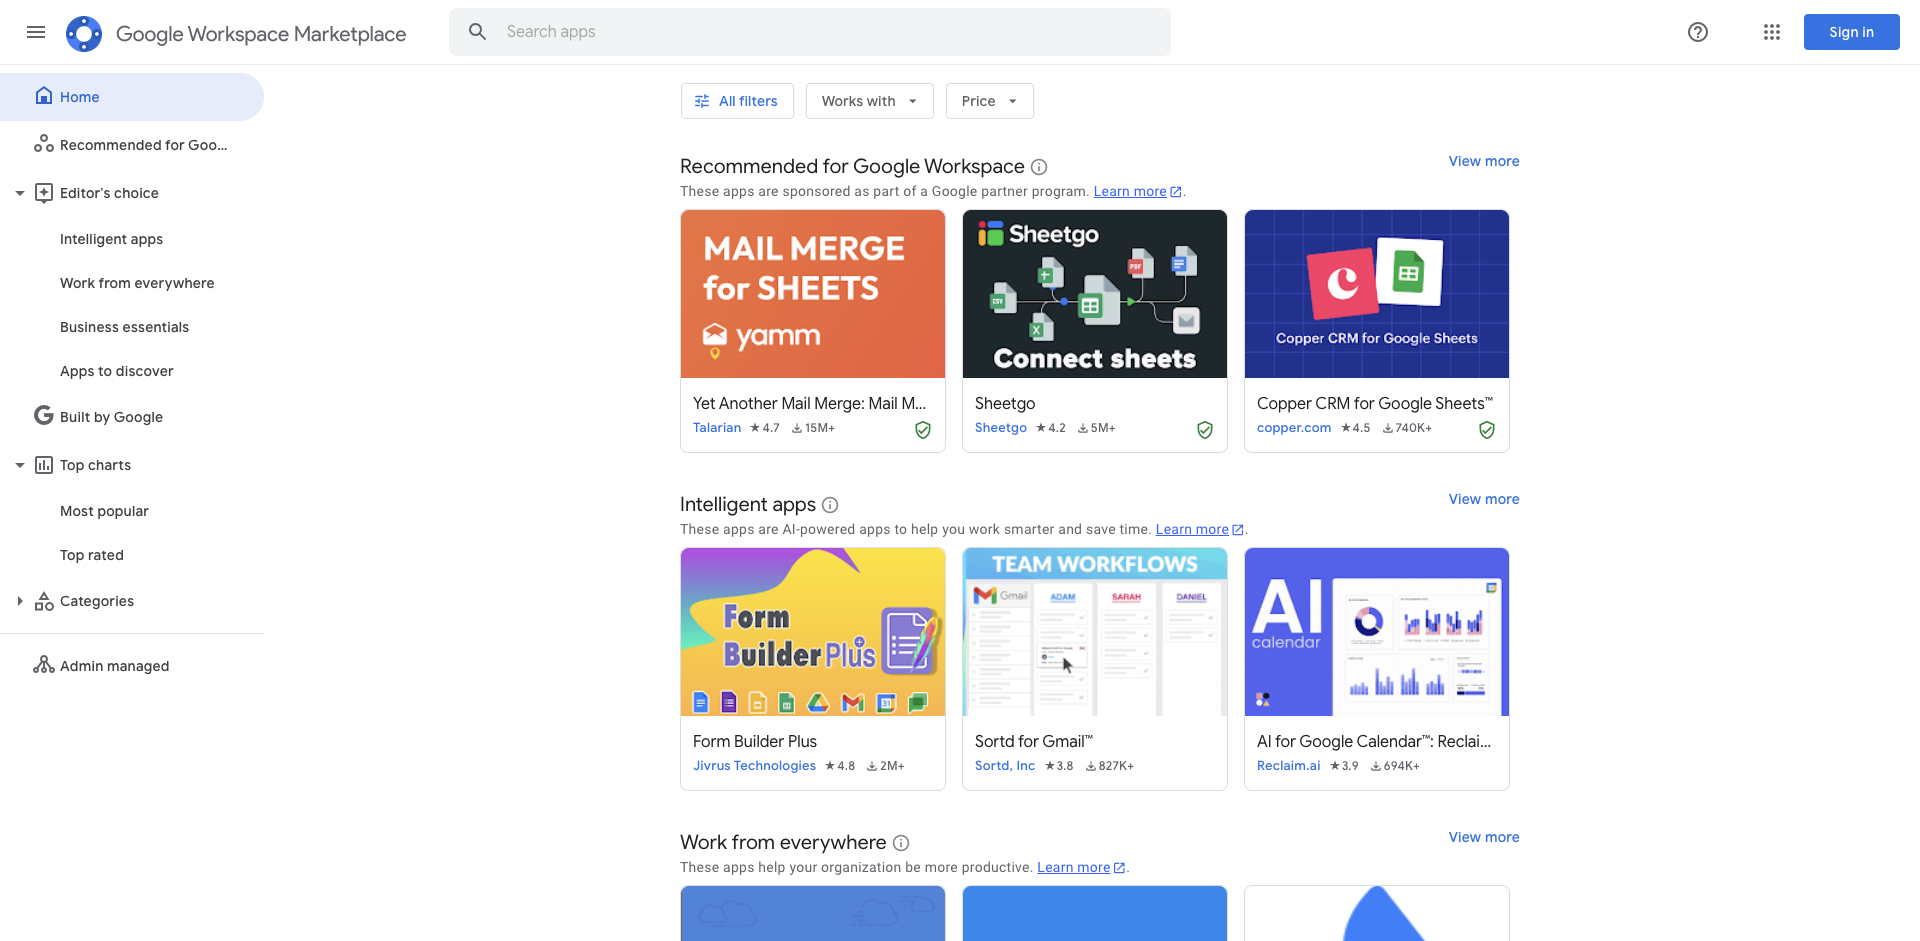 Google Workspace Marketplace
Search apps
Sign in
Home
Recommended for Goo...
Editor's choice
Intelligent apps
Work from everywhere
Business essentials
Apps to discover
Built by Google
Top charts
Most popular
Top rated
Categories
Admin managed
All filters
Works with
Price
Recommended for Google Workspace
View more
These apps are sponsored as part of a Google partner program. Learn more.
MAIL MERGE
for SHEETS
yamm
Yet Another Mail Merge: Mail M...
Talarian ★4.7 15M+
Sheetgo
PDF
CSV
X
Connect sheets
Sheetgo
Sheetgo ★4.2 5M+
Copper CRM for Google Sheets
Copper CRM for Google Sheets™
copper.com ★4.5 740K+
Intelligent apps
View more
These apps are AI-powered apps to help you work smarter and save time. Learn more.
Form
Builder Plus
31
Form Builder Plus
Jivrus Technologies ★4.8 2M+
TEAM WORKFLOWS
Gmail
ADAM
SARAH
DANIEL
Sortd for Gmail™
Sortd, Inc ★3.8 827K+
AI
calendar
AI for Google Calendar™: Reclai...
Reclaim.ai ★3.9 694K+
Work from everywhere
View more
These apps help your organization be more productive. Learn more.